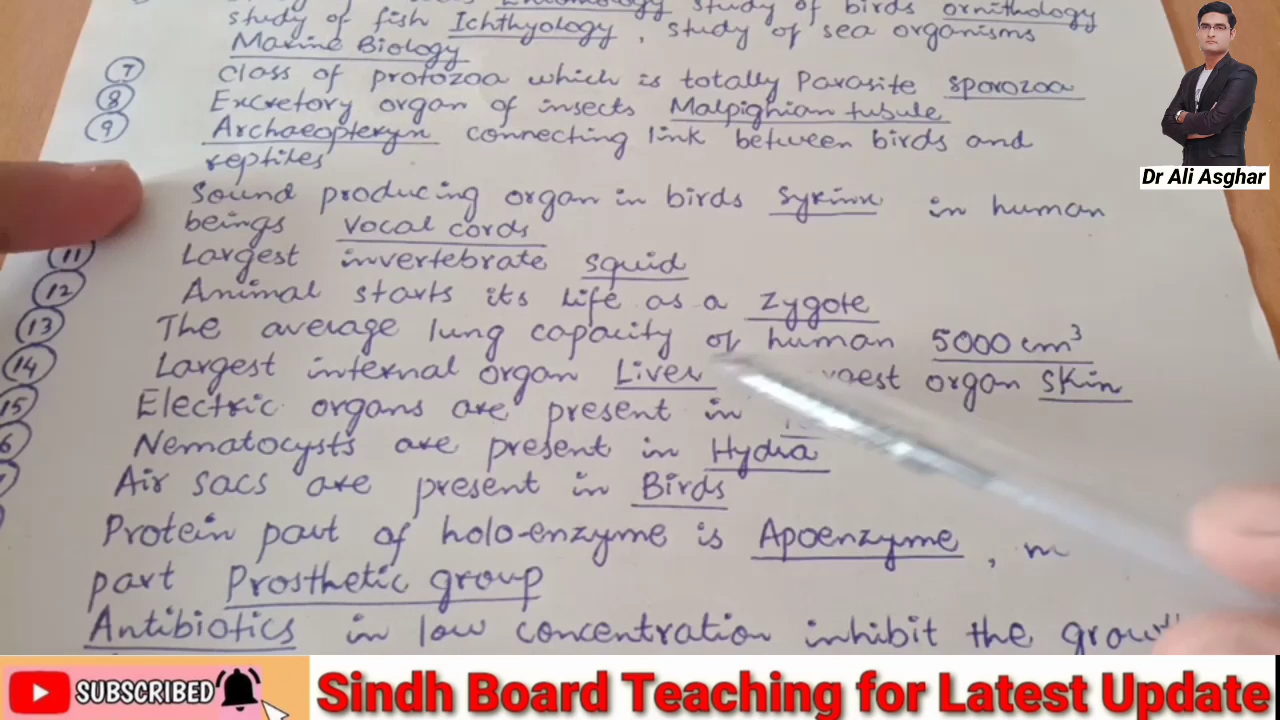 study of birds ornithology
study of fish Ichthyology, study of sea organisms
Marine Biology
7 class of protozoa which is totally Parasite sporozoa
8 Excretory organ of insects Malpighian tubule
9 Archaeopteryn connecting link between birds and
reptiles
Sound producing organ in birds Syrinx in human
beings Vocal cords
11 Largest invertebrate squid
12 Animal starts its life as a zygote
13 The average lung capacity of human 5000 cm³
14 Largest internal organ Liver organ Skin
15 Electric organs are present in
Nematocysts are present in Hydra
Air sacs are present in Birds
Protein part of holo-enzyme is Apoenzyme,
part Prosthetic group
Antibiotics in low concentration inhibit the
Dr Ali Asghar
SUBSCRIBED
Sindh Board Teaching for Latest Update